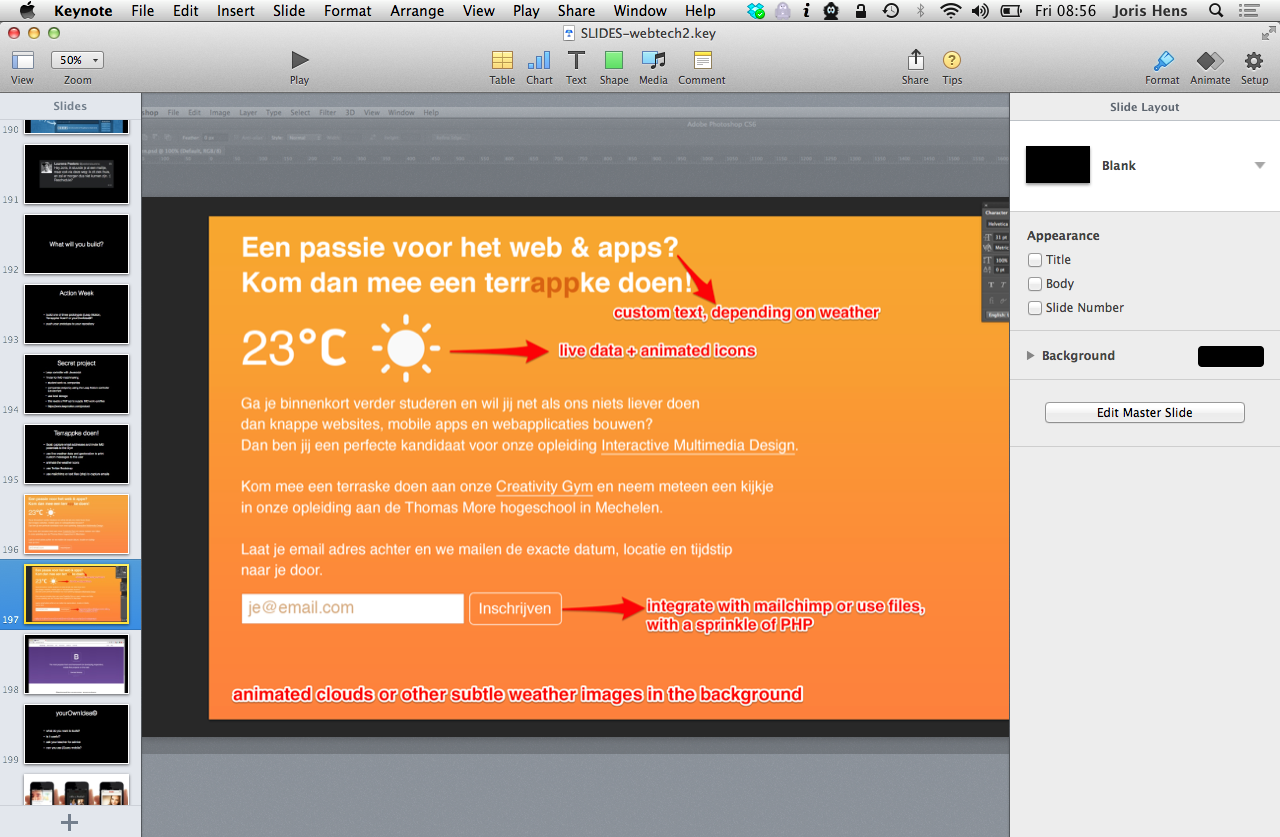 Keynote File Edit Insert Slide Format Arrange View Play Share Window Help Fri 08:56 Joris Hens
SLIDES-webtech2.key
50%
View Zoom Play Table Chart Text Shape Media Comment Share Tips Format Animate Setup
Slides
190
191
What will you build?
192
Action Week
193
Secret project
194
Terrappke doen!
195
196
197
198
yourOwnIdea©
199
shop File Edit Image Layer Type Select Filter 3D View Window Help
Adobe Photoshop CS6
Character
Een passie voor het web & apps?
Kom dan mee een terrappke doen!
custom text, depending on weather
23°C
live data + animated icons
Ga je binnenkort verder studeren en wil jij net als ons niets liever doen
dan knappe websites, mobile apps en webapplicaties bouwen?
Dan ben jij een perfecte kandidaat voor onze opleiding Interactive Multimedia Design.
Kom mee een terraske doen aan onze Creativity Gym en neem meteen een kijkje
in onze opleiding aan de Thomas More hogeschool in Mechelen.
Laat je email adres achter en we mailen de exacte datum, locatie en tijdstip
naar je door.
je@email.com Inschrijven
integrate with mailchimp or use files,
with a sprinkle of PHP
animated clouds or other subtle weather images in the background
Slide Layout
Blank
Appearance
Title
Body
Slide Number
Background
Edit Master Slide